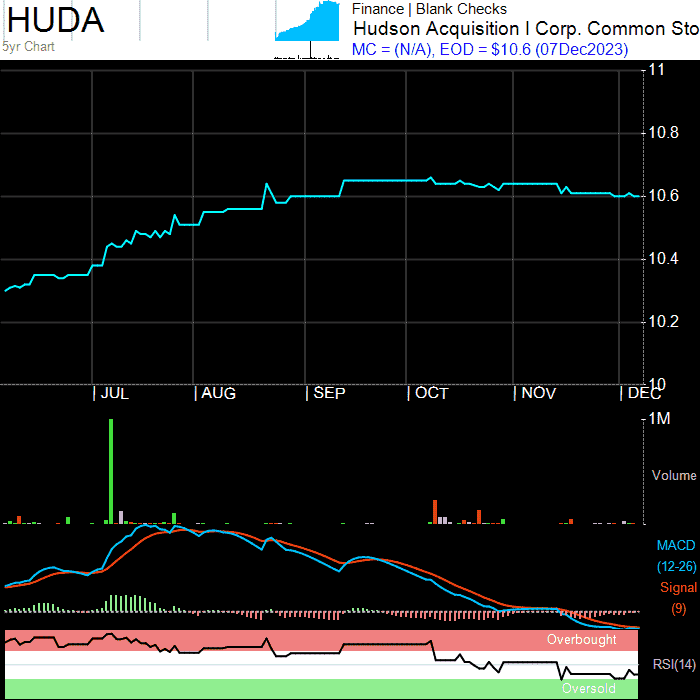 HUDA
5yr Chart
Finance | Blank Checks
Hudson Acquisition I Corp. Common Sto
MC = (N/A), EOD = $10.6 (07Dec2023)
11
10.8
10.6
10.4
10.2
10
| JUL | AUG | SEP | OCT | NOV | DEC
1M
Volume
MACD
(12-26)
Signal
(9)
Overbought
RSI(14)
Oversold